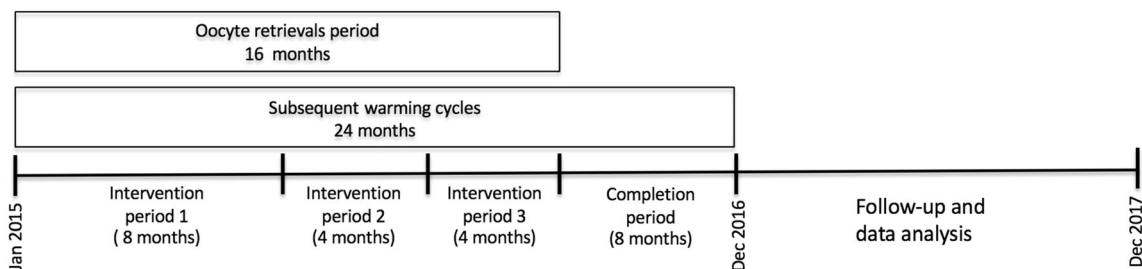 Oocyte retrievals period
16 months
Subsequent warming cycles
24 months
Intervention
period 1
( 8 months)
Intervention
period 2
(4 months)
Intervention
period 3
(4 months)
Completion
period
(8 months)
Follow-up and
data analysis
Jan 2015
Dec 2016
Dec 2017